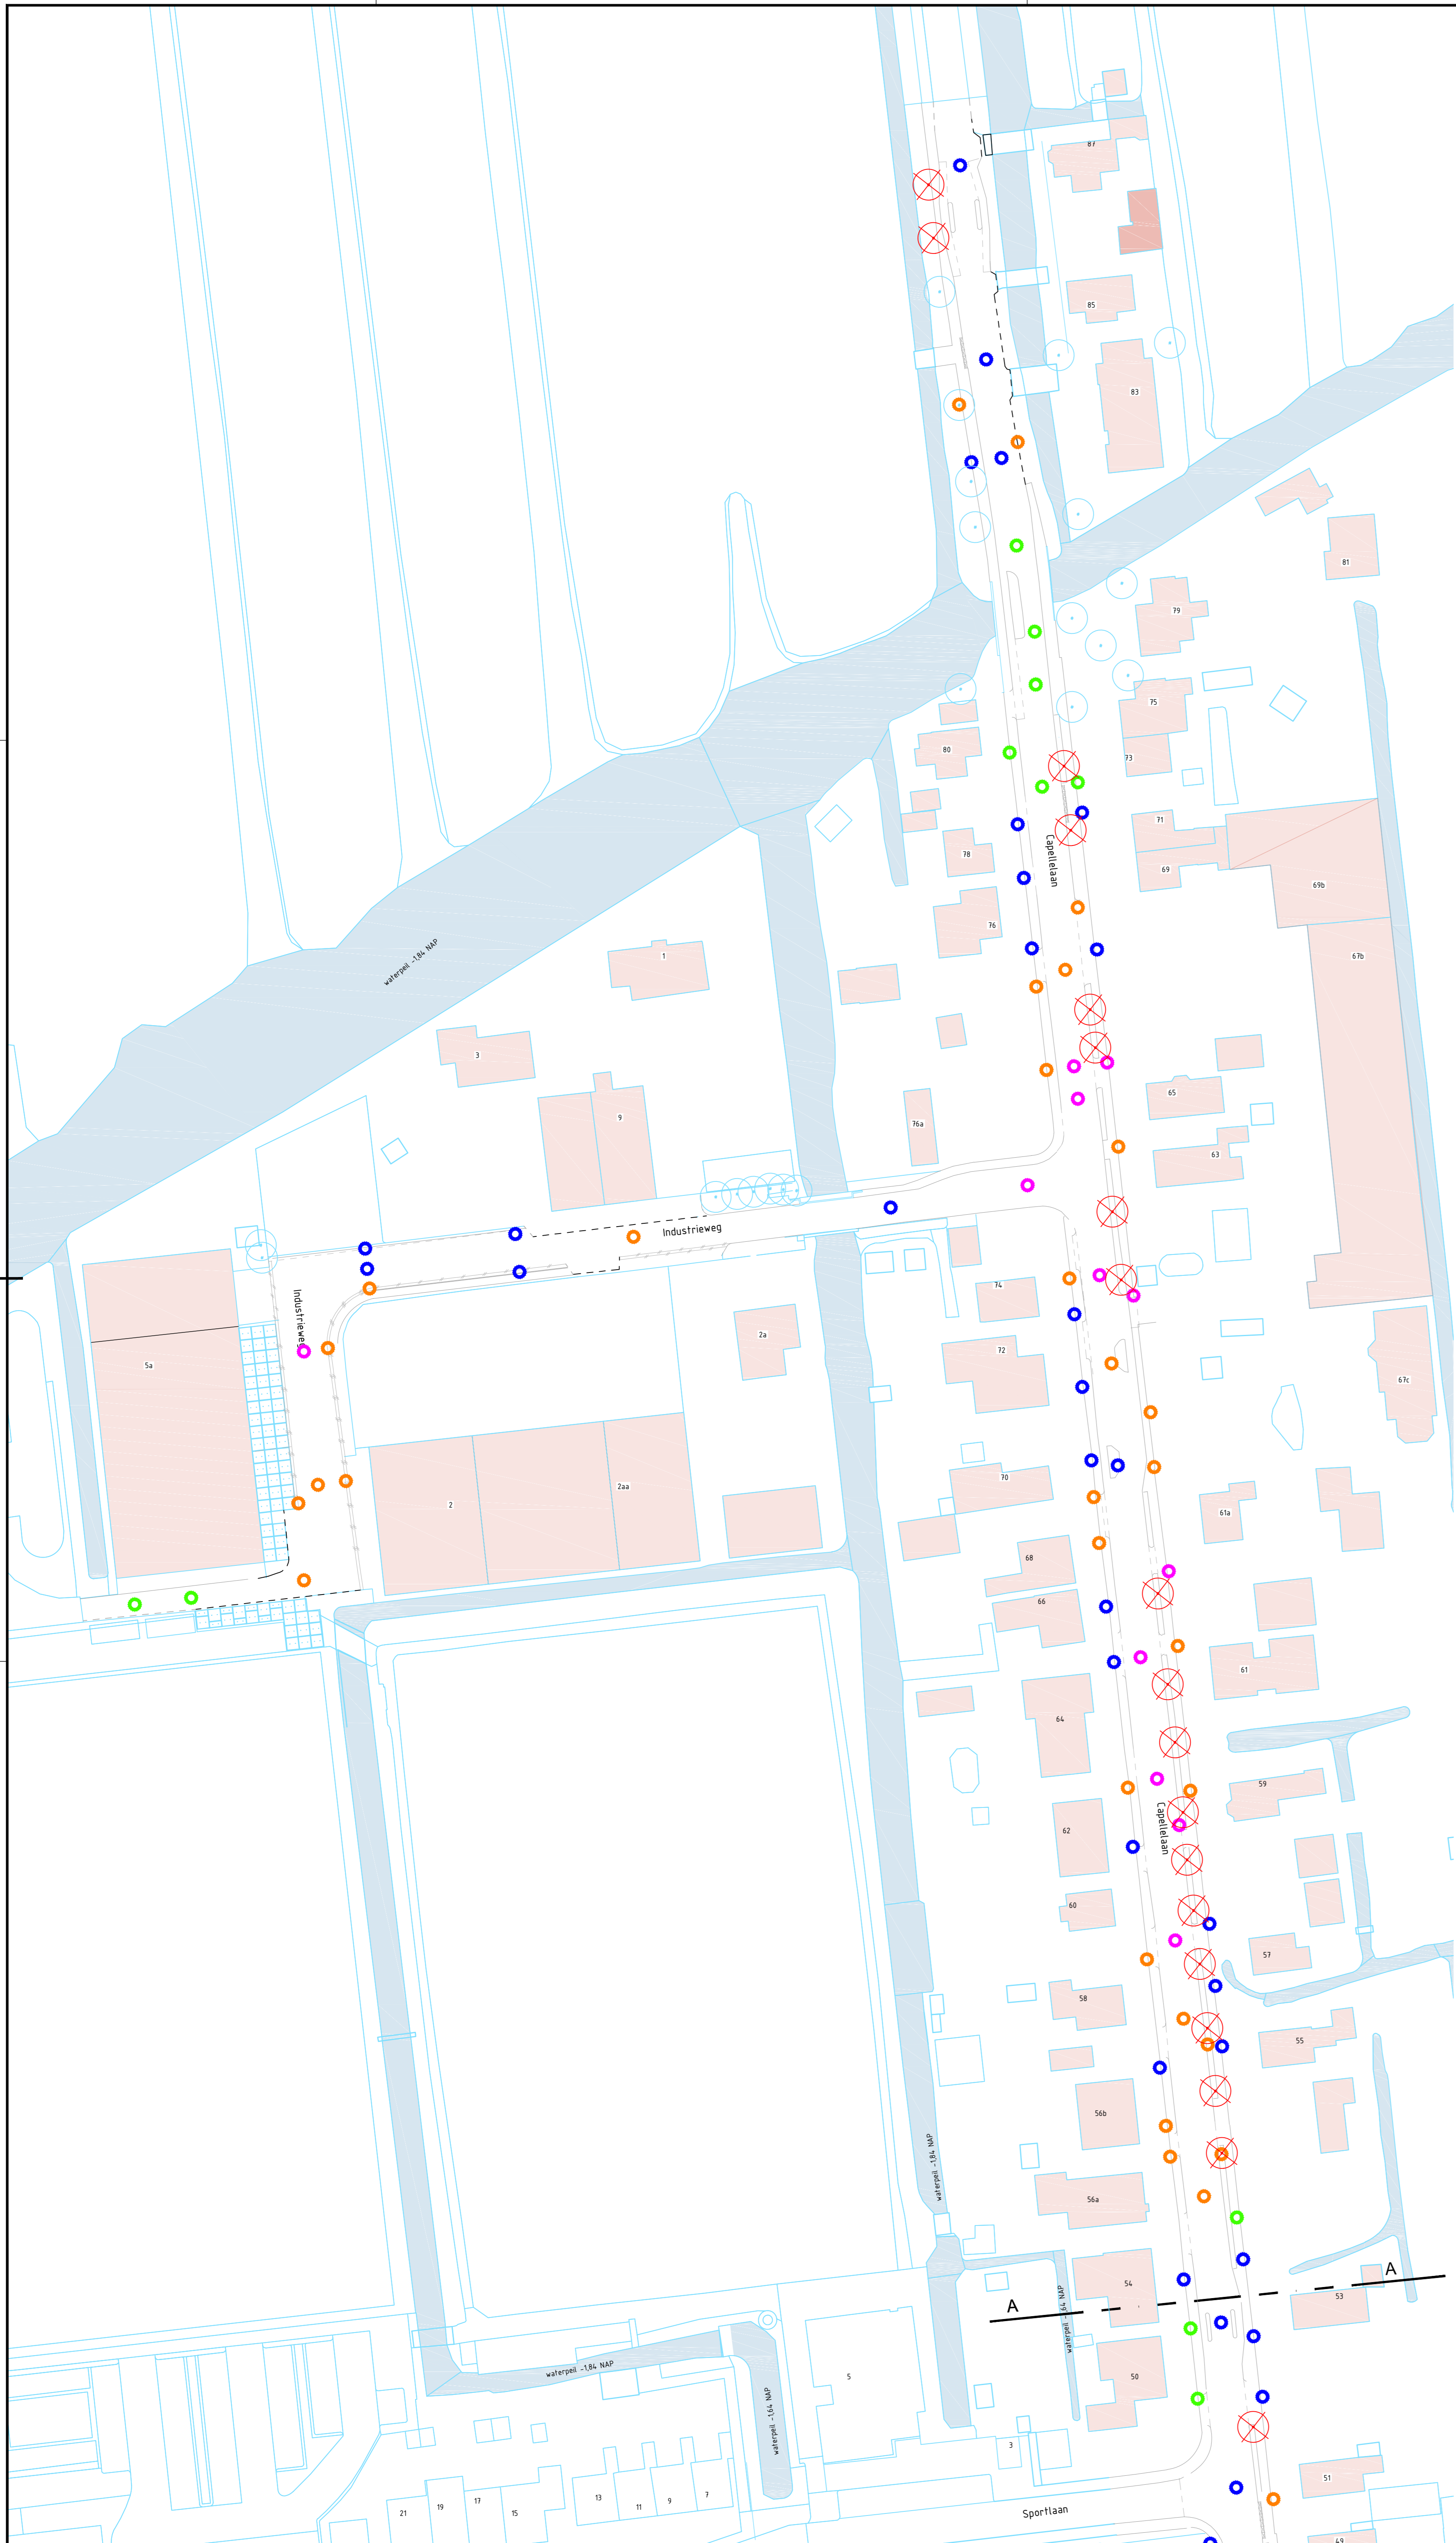 87
85
83
81
79
75
80
73
71
78
Capellelaan
69
69b
76
1
67b
waterpeil -1,84 NAP
3
65
9
76a
63
Industrieweg
74
Industrieweg
2a
72
5a
67c
70
2aa
2
61a
68
66
61
64
59
62
Capellelaan
60
57
58
55
56b
waterpeil -1,84 NAP
56a
A
54
53
A
waterpeil -1,64 NAP
waterpeil -1,84 NAP
5
50
waterpeil -1,64 NAP
3
51
13
7
9
11
17
19
21
15
Sportlaan
49